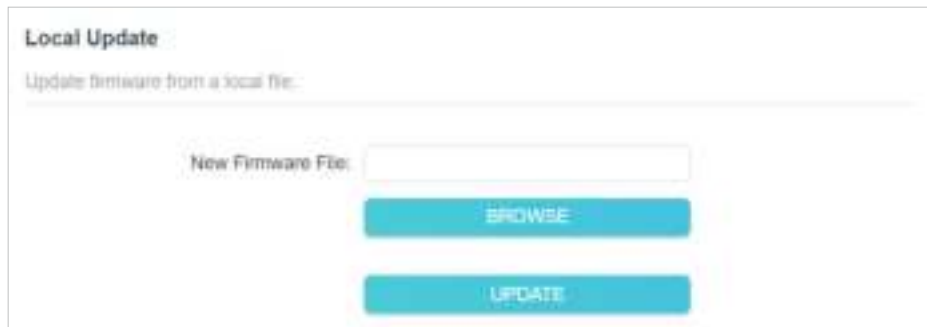 Local Update
Update firmware from a local file.
New Firmware File:
BROWSE
UPDATE